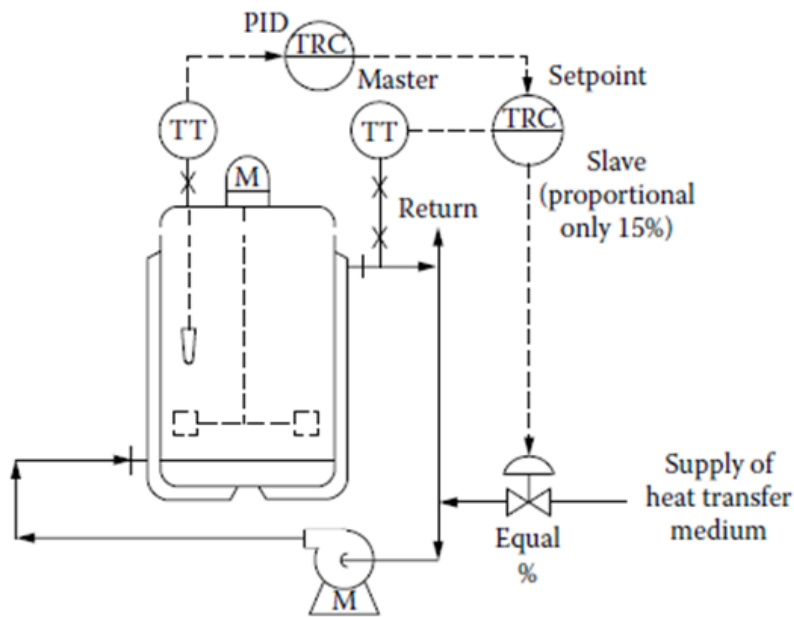 PID
TRC
Master
Setpoint
TT
TT
TRC
M
Slave
(proportional
only 15%)
Return
Supply of
heat transfer
medium
Equal
%
M